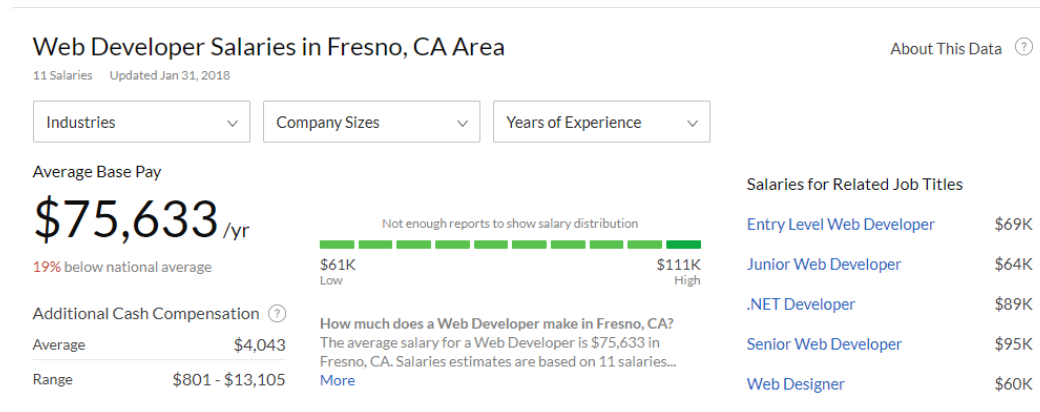 Web Developer Salaries in Fresno, CA Area
About This Data ?
11 Salaries Updated Jan 31, 2018
Industries
Company Sizes
Years of Experience
Average Base Pay
$75,633 /yr
19% below national average
Additional Cash Compensation ?
Average $4,043
Range $801 - $13,105
Not enough reports to show salary distribution
$61K $111K
Low High
How much does a Web Developer make in Fresno, CA?
The average salary for a Web Developer is $75,633 in
Fresno, CA. Salaries estimates are based on 11 salaries...
More
Salaries for Related Job Titles
Entry Level Web Developer $69K
Junior Web Developer $64K
.NET Developer $89K
Senior Web Developer $95K
Web Designer $60K